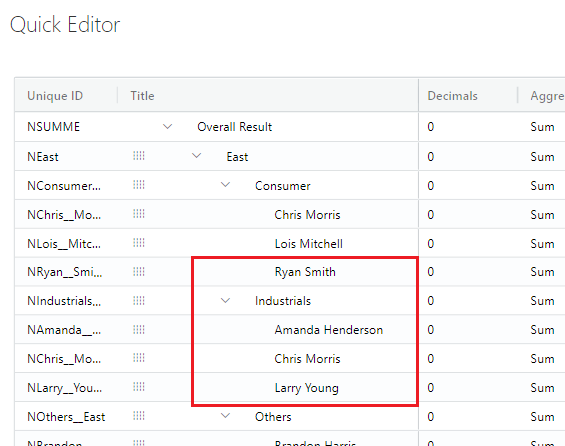 Quick Editor
Unique ID Title Decimals Aggre
NSUMME Overall Result 0 Sum
NEast East 0 Sum
NConsumer... Consumer 0 Sum
NChris__Mo... Chris Morris 0 Sum
NLois__Mitc... Lois Mitchell 0 Sum
NRyan__Smi... Ryan Smith 0 Sum
NIndustrials... Industrials 0 Sum
NAmanda__... Amanda Henderson 0 Sum
NChris__Mo... Chris Morris 0 Sum
NLarry__You... Larry Young 0 Sum
NOthers__East Others 0 Sum
NBrandon Brandon Harris